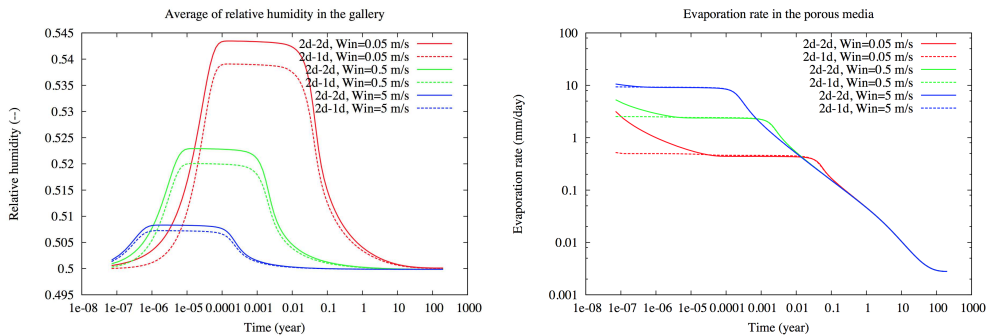 Average of relative humidity in the gallery
0.545
0.54
0.535
0.53
0.525
0.52
0.515
0.51
0.505
0.5
0.495
Relative humidity (--)
2d-2d, Win=0.05 m/s
2d-1d, Win=0.05 m/s
2d-2d, Win=0.5 m/s
2d-1d, Win=0.5 m/s
2d-2d, Win=5 m/s
2d-1d, Win=5 m/s
1e-08 1e-07 1e-06 1e-05 0.0001 0.001 0.01 0.1 1 10 100 1000
Time (year)
Evaporation rate in the porous media
100
10
1
0.1
0.01
0.001
Evaporation rate (mm/day)
2d-2d, Win=0.05 m/s
2d-1d, Win=0.05 m/s
2d-2d, Win=0.5 m/s
2d-1d, Win=0.5 m/s
2d-2d, Win=5 m/s
2d-1d, Win=5 m/s
1e-08 1e-07 1e-06 1e-05 0.0001 0.001 0.01 0.1 1 10 100 1000
Time (year)